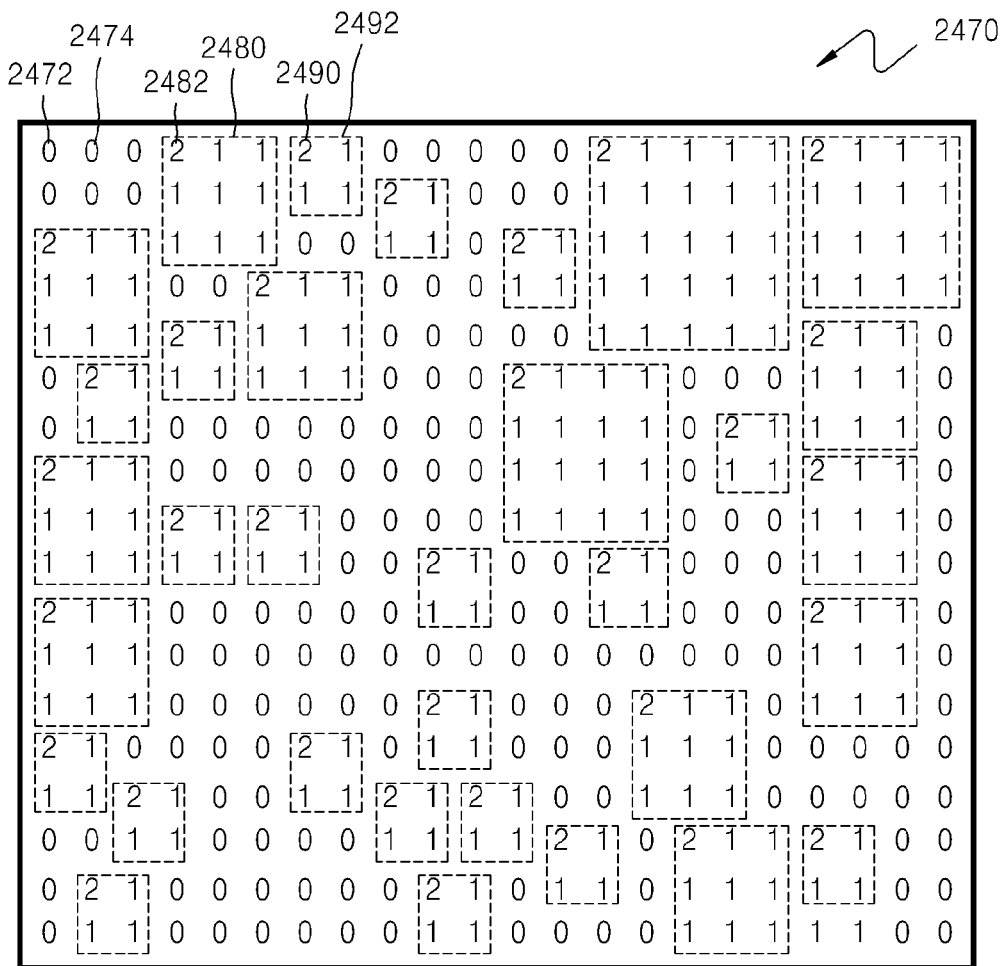 2470
2492
2480
2474
2490
2482
2472
0 0 0 2 1 1 2 1 0 0 0 0 0 2 1 1 1 1 2 1 1 1
0 0 0 1 1 1 1 1 2 1 0 0 0 1 1 1 1 1 1 1 1 1
2 1 1 1 1 1 0 0 1 1 0 2 1 1 1 1 1 1 1 1 1 1
1 1 1 0 0 2 1 1 0 0 0 1 1 1 1 1 1 1 1 1 1 1
1 1 1 2 1 1 1 1 0 0 0 0 0 1 1 1 1 1 2 1 1 0
0 2 1 1 1 1 1 1 0 0 0 2 1 1 1 0 0 0 1 1 1 0
0 1 1 0 0 0 0 0 0 0 0 1 1 1 1 0 2 1 1 1 1 0
2 1 1 0 0 0 0 0 0 0 0 1 1 1 1 0 1 1 2 1 1 0
1 1 1 2 1 2 1 0 0 0 0 1 1 1 1 0 0 0 1 1 1 0
1 1 1 1 1 1 1 0 0 2 1 0 0 2 1 0 0 0 1 1 1 0
2 1 1 0 0 0 0 0 0 1 1 0 0 1 1 0 0 0 2 1 1 0
1 1 1 0 0 0 0 0 0 0 0 0 0 0 0 0 0 0 1 1 1 0
1 1 1 0 0 0 0 0 0 2 1 0 0 0 2 1 1 0 1 1 1 0
2 1 0 0 0 0 2 1 0 1 1 0 0 0 1 1 1 0 0 0 0 0
1 1 2 1 0 0 1 1 2 1 2 1 0 0 1 1 1 0 0 0 0 0
0 0 1 1 0 0 0 0 1 1 1 1 2 1 0 2 1 1 2 1 0 0
0 2 1 0 0 0 0 0 0 2 1 0 1 1 0 1 1 1 1 1 0 0
0 1 1 0 0 0 0 0 0 1 1 0 0 0 0 1 1 1 1 1 0 0